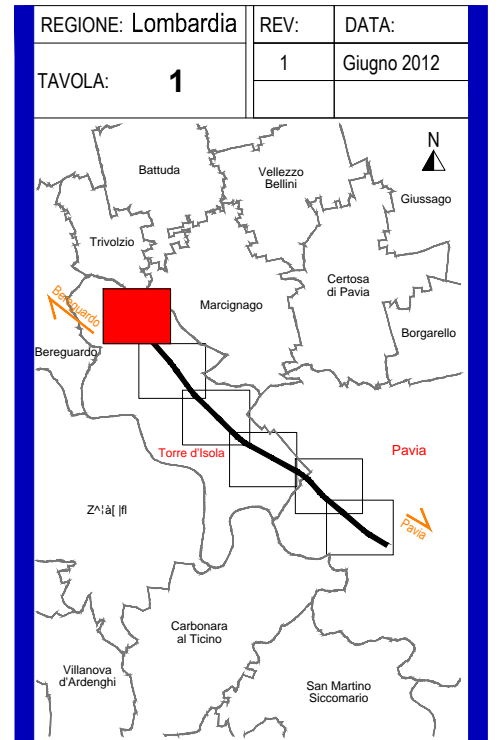 REGIONE: Lombardia
REV:
DATA:
TAVOLA: 1
1
Giugno 2012
N
Battuda
Vellezzo
Bellini
Giussago
Trivolzio
Certosa
di Pavia
Bereguardo
Marcignago
Borgarello
Bereguardo
Torre d'Isola
Pavia
Z^¦à[ |fl
Pavia
Carbonara
al Ticino
Villanova
d'Ardenghi
San Martino
Siccomario